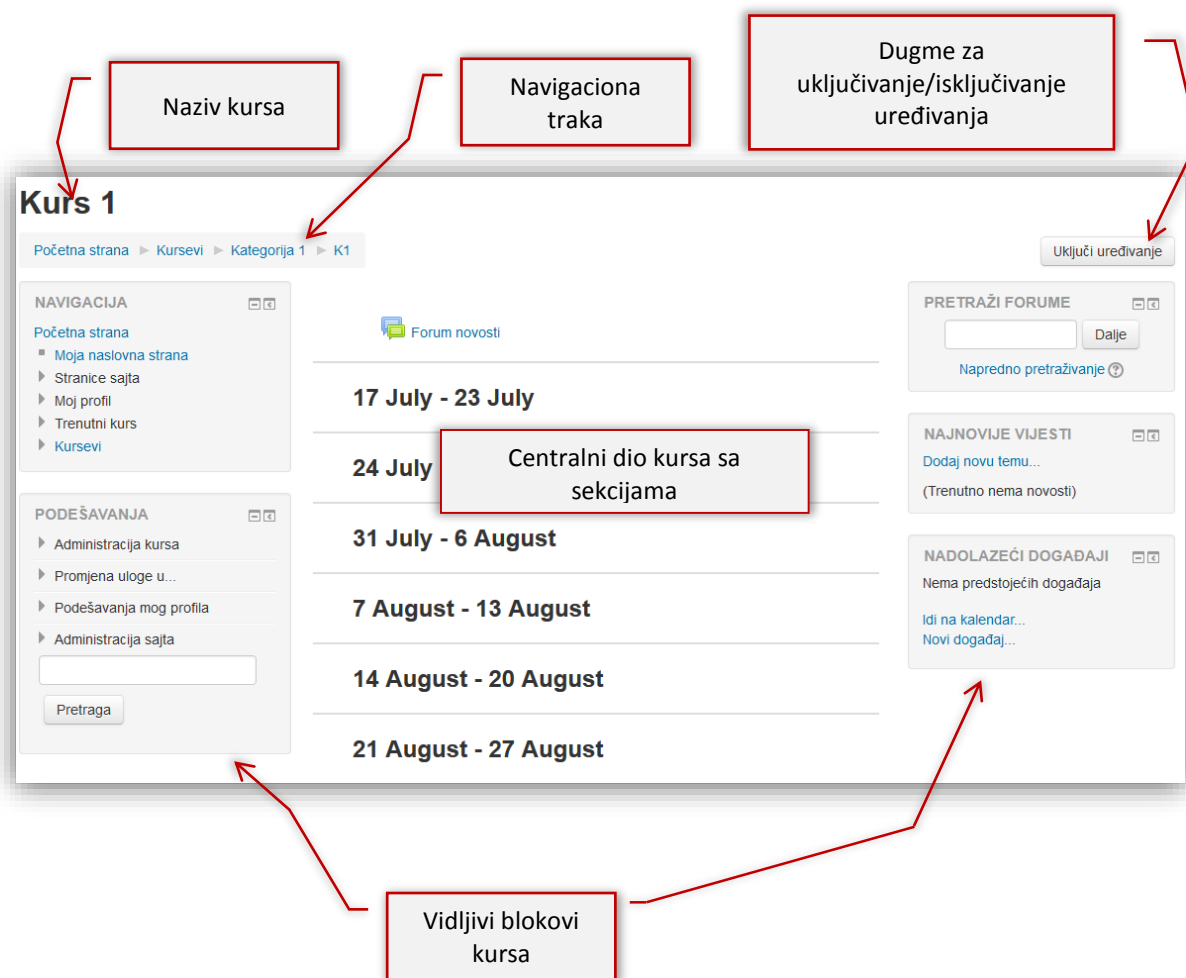 Naziv kursa
Navigaciona
traka
Dugme za
uključivanje/isključivanje
uređivanja
Kurs 1
Početna strana Kursevi Kategorija 1 K1
Uključi uređivanje
NAVIGACIJA
Početna strana
Moja naslovna strana
Stranice sajta
Moj profil
Trenutni kurs
Kursevi
PODEŠAVANJA
Administracija kursa
Promjena uloge u...
Podešavanja mog profila
Administracija sajta
Pretraga
Forum novosti
17 July - 23 July
24 July
Centralni dio kursa sa
sekcijama
31 July - 6 August
7 August - 13 August
14 August - 20 August
21 August - 27 August
PRETRAŽI FORUME
Dalje
Napredno pretraživanje ?
NAJNOVIJE VIJESTI
Dodaj novu temu...
(Trenutno nema novosti)
NADOLAZEĆI DOGAĐAJI
Nema predstojećih događaja
Idi na kalendar...
Novi događaj...
Vidljivi blokovi
kursa